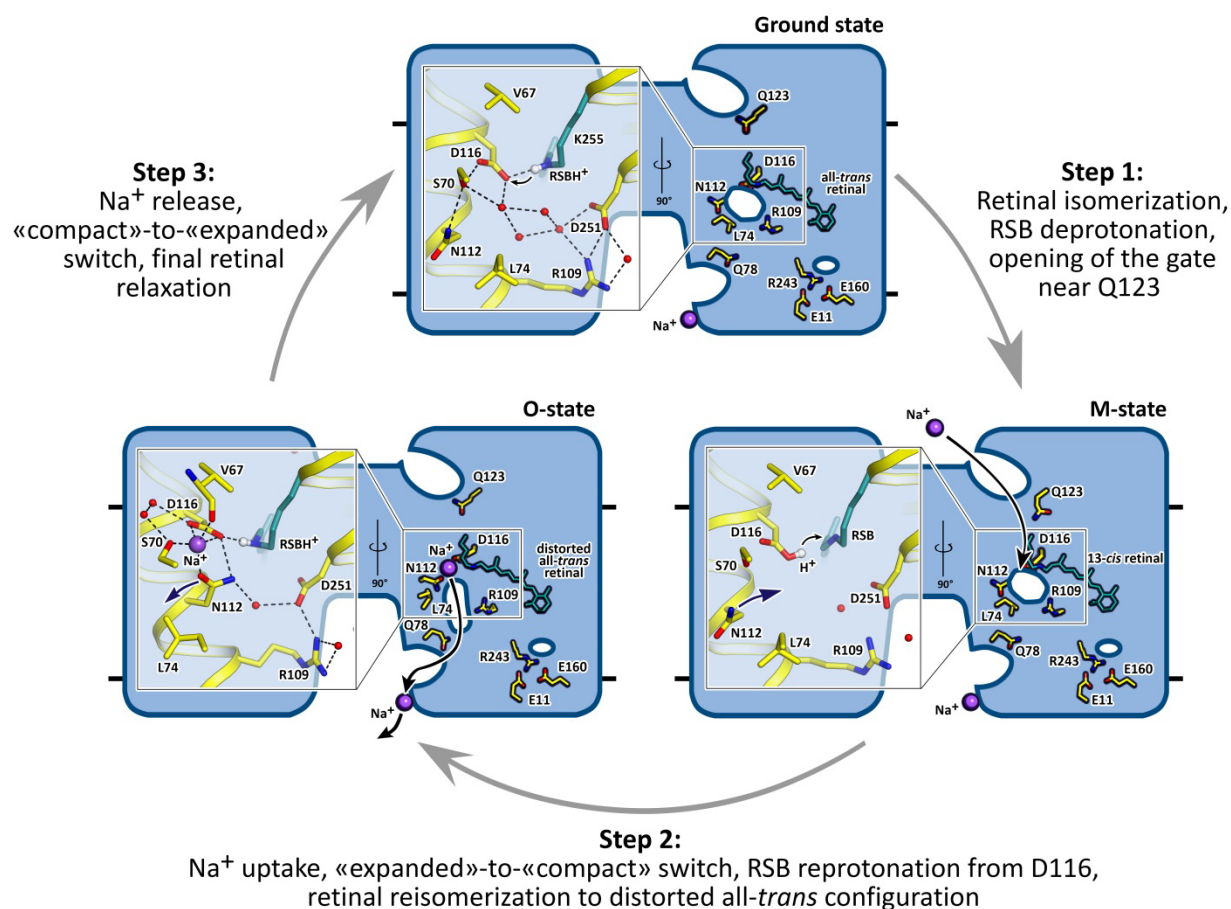 Ground state
V67
K255
D116
S70
RSBH⁺
N112
D251
L74
R109
90°
Q123
D116
all-trans
retinal
N112
R109
L74
Q78
R243
E160
E11
Na⁺
Step 1:
Retinal isomerization,
RSB deprotonation,
opening of the gate
near Q123
M-state
Na⁺
V67
D116
RSB
S70
H⁺
D251
N112
L74
R109
90°
Q123
D116
13-cis retinal
N112
R109
L74
Q78
R243
E160
E11
Na⁺
Step 2:
Na⁺ uptake, «expanded»-to-«compact» switch, RSB reprotonation from D116,
retinal reisomerization to distorted all-trans configuration
O-state
V67
D116
S70
RSBH⁺
Na⁺
D251
N112
L74
R109
90°
Q123
Na⁺
D116
distorted
all-trans
retinal
N112
L74
R109
Q78
R243
E160
E11
Na⁺
Step 3:
Na⁺ release,
«compact»-to-«expanded»
switch, final retinal
relaxation